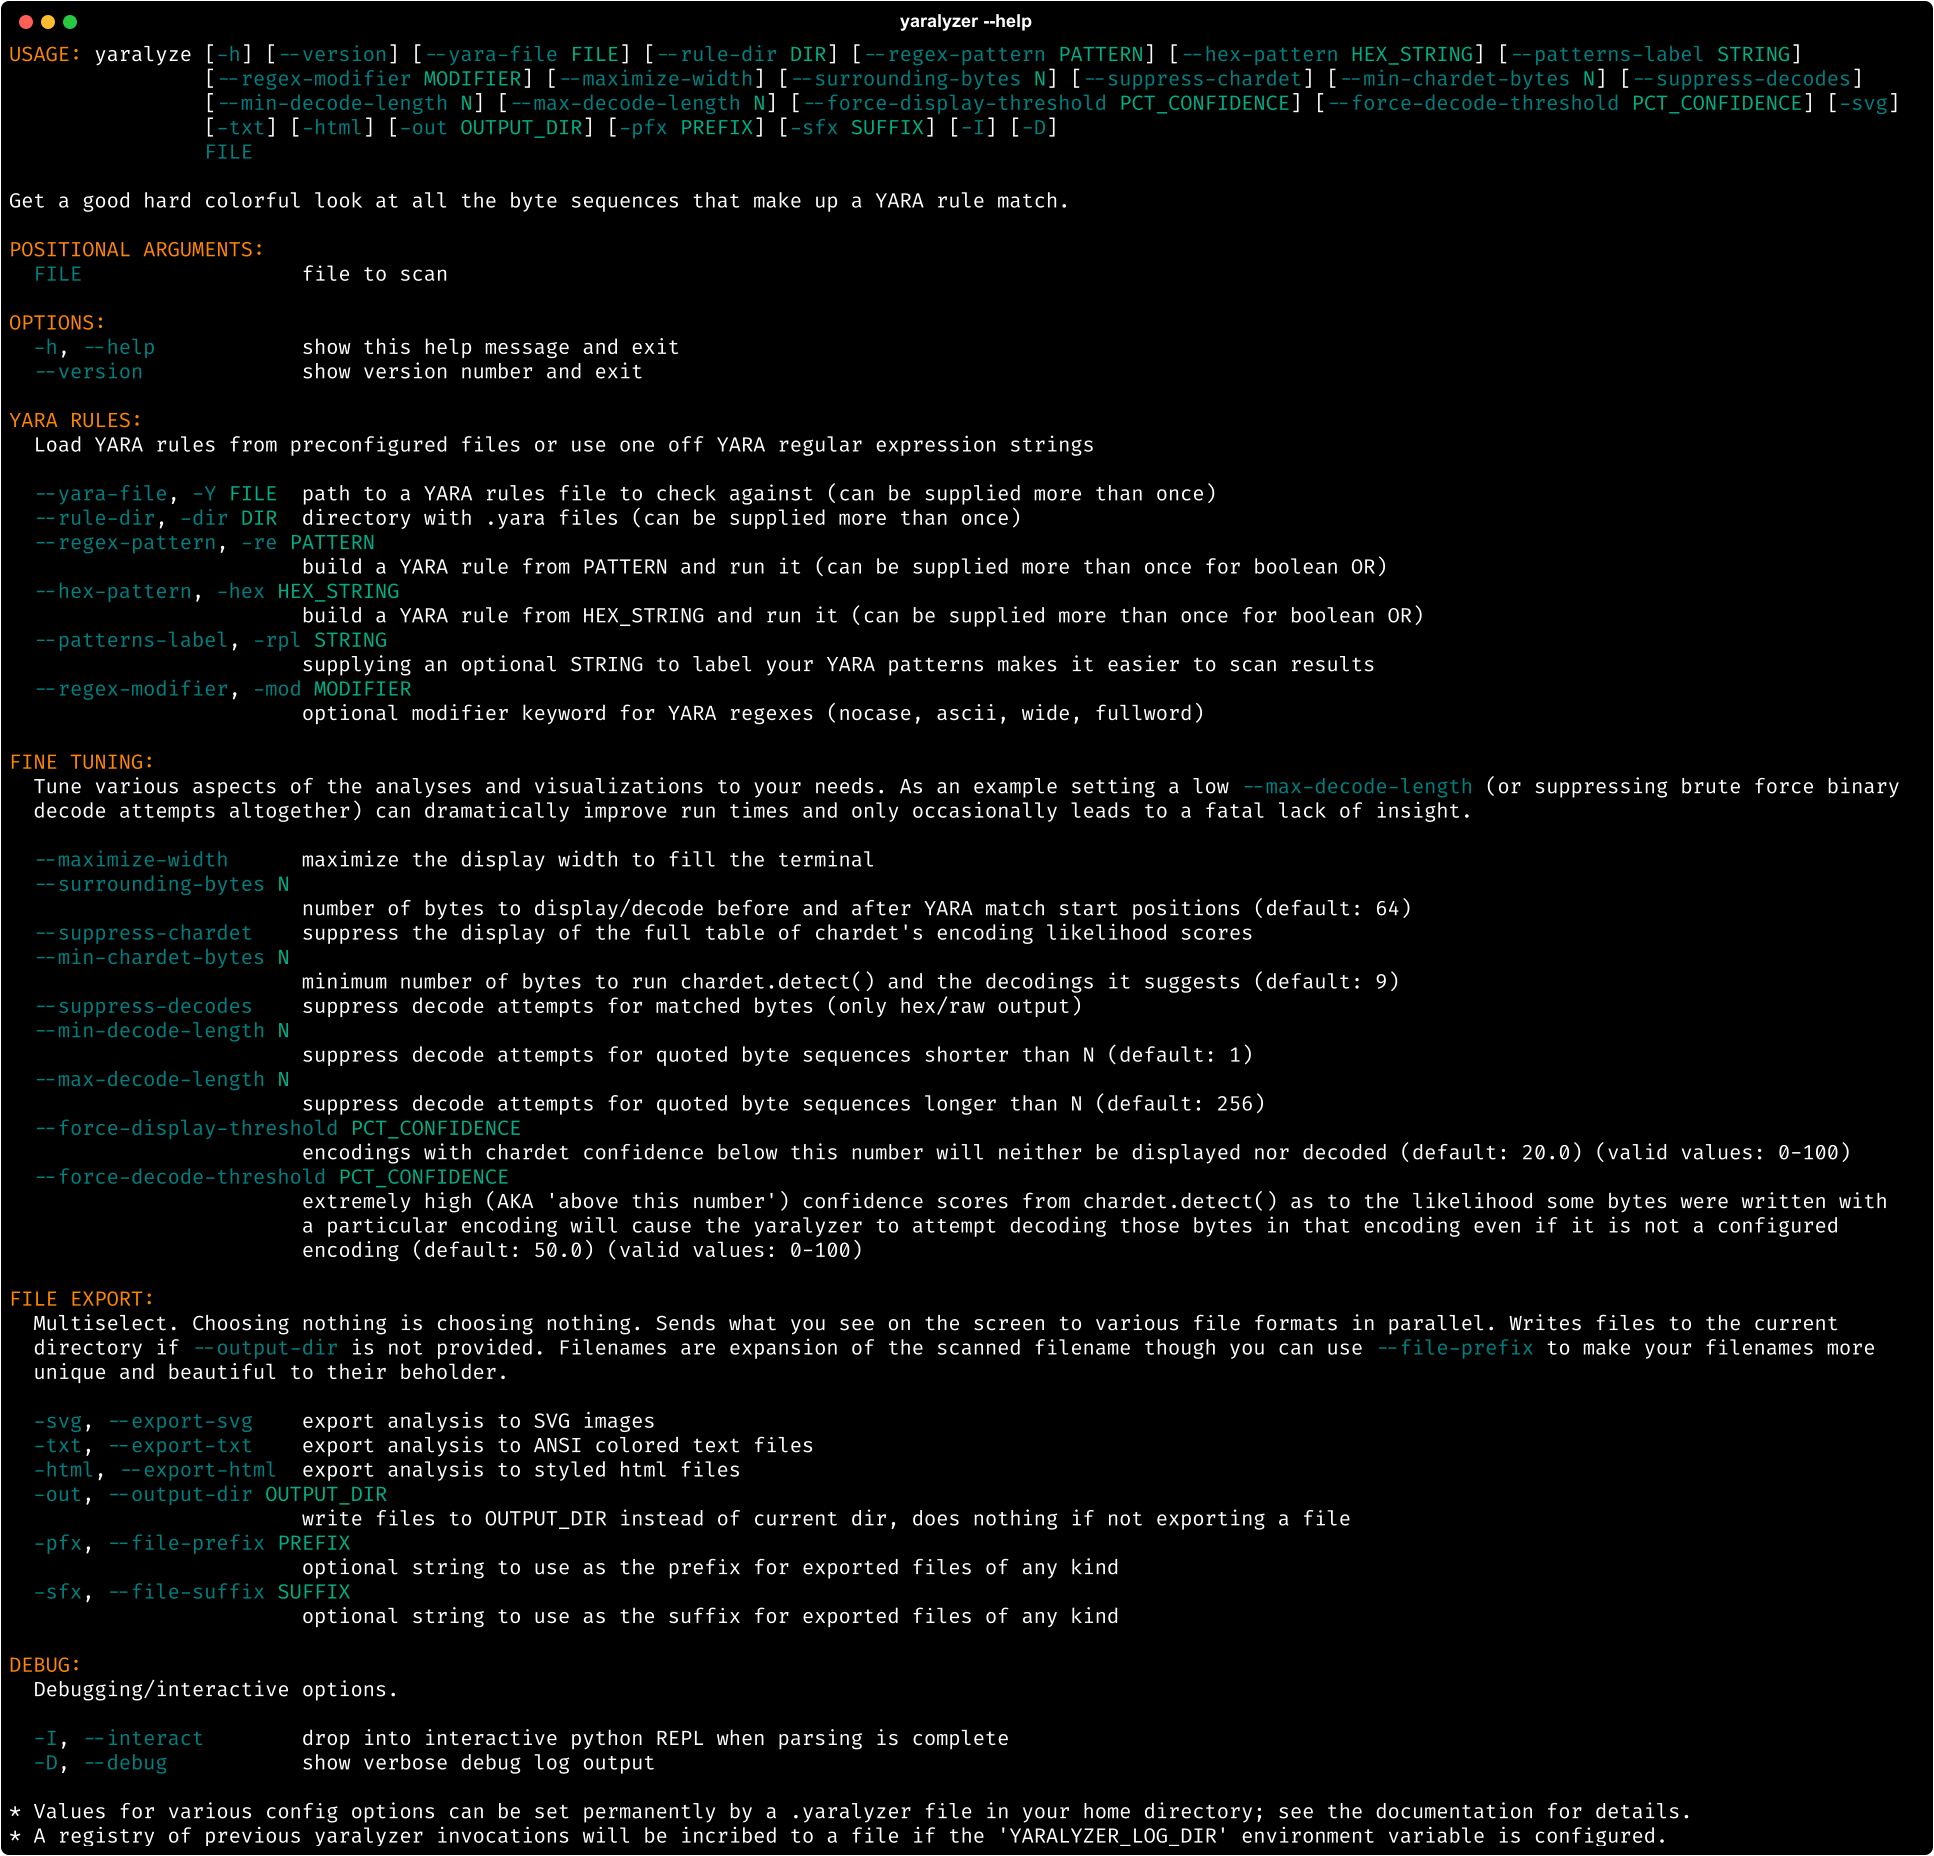 yaralyzer --help
USAGE: yaralyze [-h] [--version] [--yara-file FILE] [--rule-dir DIR] [--regex-pattern PATTERN] [--hex-pattern HEX_STRING] [--patterns-label STRING]
[--regex-modifier MODIFIER] [--maximize-width] [--surrounding-bytes N] [--suppress-chardet] [--min-chardet-bytes N] [--suppress-decodes]
[--min-decode-length N] [--max-decode-length N] [--force-display-threshold PCT_CONFIDENCE] [--force-decode-threshold PCT_CONFIDENCE] [-svg]
[-txt] [-html] [-out OUTPUT_DIR] [-pfx PREFIX] [-sfx SUFFIX] [-I] [-D]
FILE
Get a good hard colorful look at all the byte sequences that make up a YARA rule match.
POSITIONAL ARGUMENTS:
FILE file to scan
OPTIONS:
-h, --help show this help message and exit
--version show version number and exit
YARA RULES:
Load YARA rules from preconfigured files or use one off YARA regular expression strings
--yara-file, -Y FILE path to a YARA rules file to check against (can be supplied more than once)
--rule-dir, -dir DIR directory with .yara files (can be supplied more than once)
--regex-pattern, -re PATTERN
build a YARA rule from PATTERN and run it (can be supplied more than once for boolean OR)
--hex-pattern, -hex HEX_STRING
build a YARA rule from HEX_STRING and run it (can be supplied more than once for boolean OR)
--patterns-label, -rpl STRING
supplying an optional STRING to label your YARA patterns makes it easier to scan results
--regex-modifier, -mod MODIFIER
optional modifier keyword for YARA regexes (nocase, ascii, wide, fullword)
FINE TUNING:
Tune various aspects of the analyses and visualizations to your needs. As an example setting a low --max-decode-length (or suppressing brute force binary
decode attempts altogether) can dramatically improve run times and only occasionally leads to a fatal lack of insight.
--maximize-width maximize the display width to fill the terminal
--surrounding-bytes N
number of bytes to display/decode before and after YARA match start positions (default: 64)
--suppress-chardet suppress the display of the full table of chardet's encoding likelihood scores
--min-chardet-bytes N
minimum number of bytes to run chardet.detect() and the decodings it suggests (default: 9)
--suppress-decodes suppress decode attempts for matched bytes (only hex/raw output)
--min-decode-length N
suppress decode attempts for quoted byte sequences shorter than N (default: 1)
--max-decode-length N
suppress decode attempts for quoted byte sequences longer than N (default: 256)
--force-display-threshold PCT_CONFIDENCE
encodings with chardet confidence below this number will neither be displayed nor decoded (default: 20.0) (valid values: 0-100)
--force-decode-threshold PCT_CONFIDENCE
extremely high (AKA 'above this number') confidence scores from chardet.detect() as to the likelihood some bytes were written with
a particular encoding will cause the yaralyzer to attempt decoding those bytes in that encoding even if it is not a configured
encoding (default: 50.0) (valid values: 0-100)
FILE EXPORT:
Multiselect. Choosing nothing is choosing nothing. Sends what you see on the screen to various file formats in parallel. Writes files to the current
directory if --output-dir is not provided. Filenames are expansion of the scanned filename though you can use --file-prefix to make your filenames more
unique and beautiful to their beholder.
-svg, --export-svg export analysis to SVG images
-txt, --export-txt export analysis to ANSI colored text files
-html, --export-html export analysis to styled html files
-out, --output-dir OUTPUT_DIR
write files to OUTPUT_DIR instead of current dir, does nothing if not exporting a file
-pfx, --file-prefix PREFIX
optional string to use as the prefix for exported files of any kind
-sfx, --file-suffix SUFFIX
optional string to use as the suffix for exported files of any kind
DEBUG:
Debugging/interactive options.
-I, --interact drop into interactive python REPL when parsing is complete
-D, --debug show verbose debug log output
* Values for various config options can be set permanently by a .yaralyzer file in your home directory; see the documentation for details.
* A registry of previous yaralyzer invocations will be incribed to a file if the 'YARALYZER_LOG_DIR' environment variable is configured.